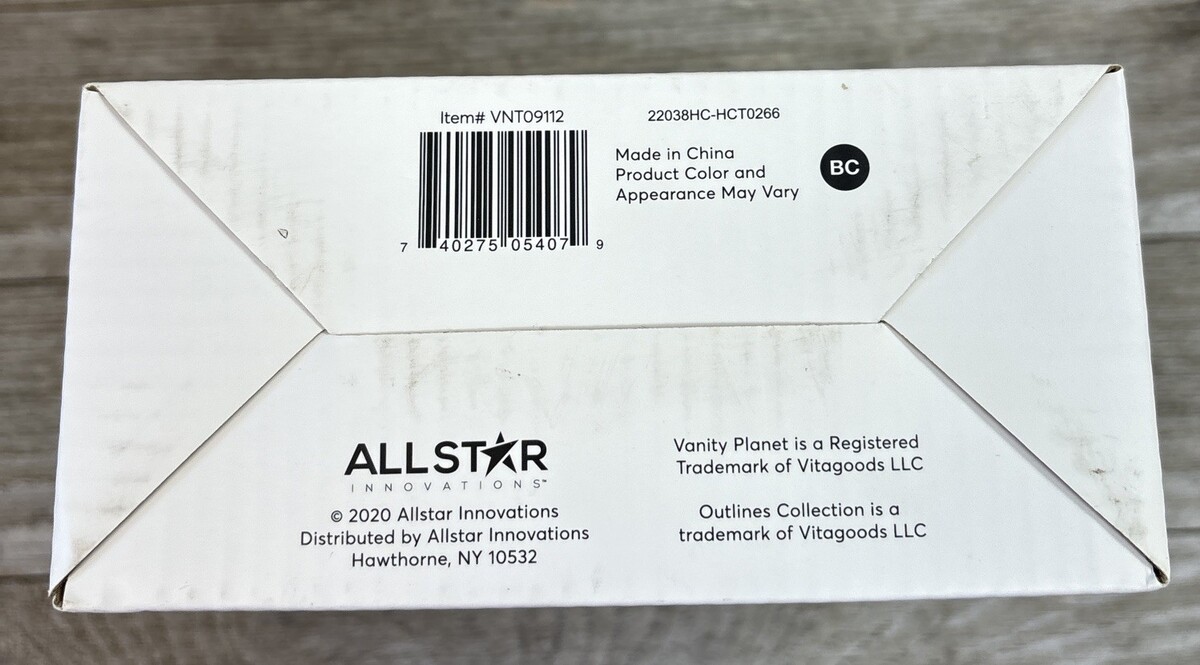 Item# VNT09112
22038HC-HCT0266
Made in China
Product Color and
Appearance May Vary
BC
7 40275 05407 9
ALLSTAR
INNOVATIONS™
© 2020 Allstar Innovations
Distributed by Allstar Innovations
Hawthorne, NY 10532
Vanity Planet is a Registered
Trademark of Vitagoods LLC
Outlines Collection is a
trademark of Vitagoods LLC